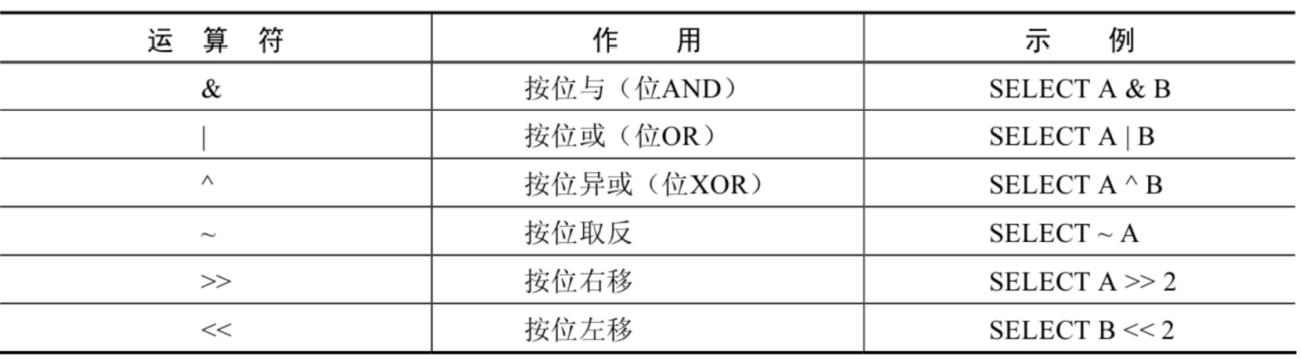 运 算 符 作 用 示 例
& 按位与（位AND） SELECT A & B
| 按位或（位OR） SELECT A | B
^ 按位异或（位XOR） SELECT A ^ B
~ 按位取反 SELECT ~ A
>> 按位右移 SELECT A >> 2
<< 按位左移 SELECT B << 2